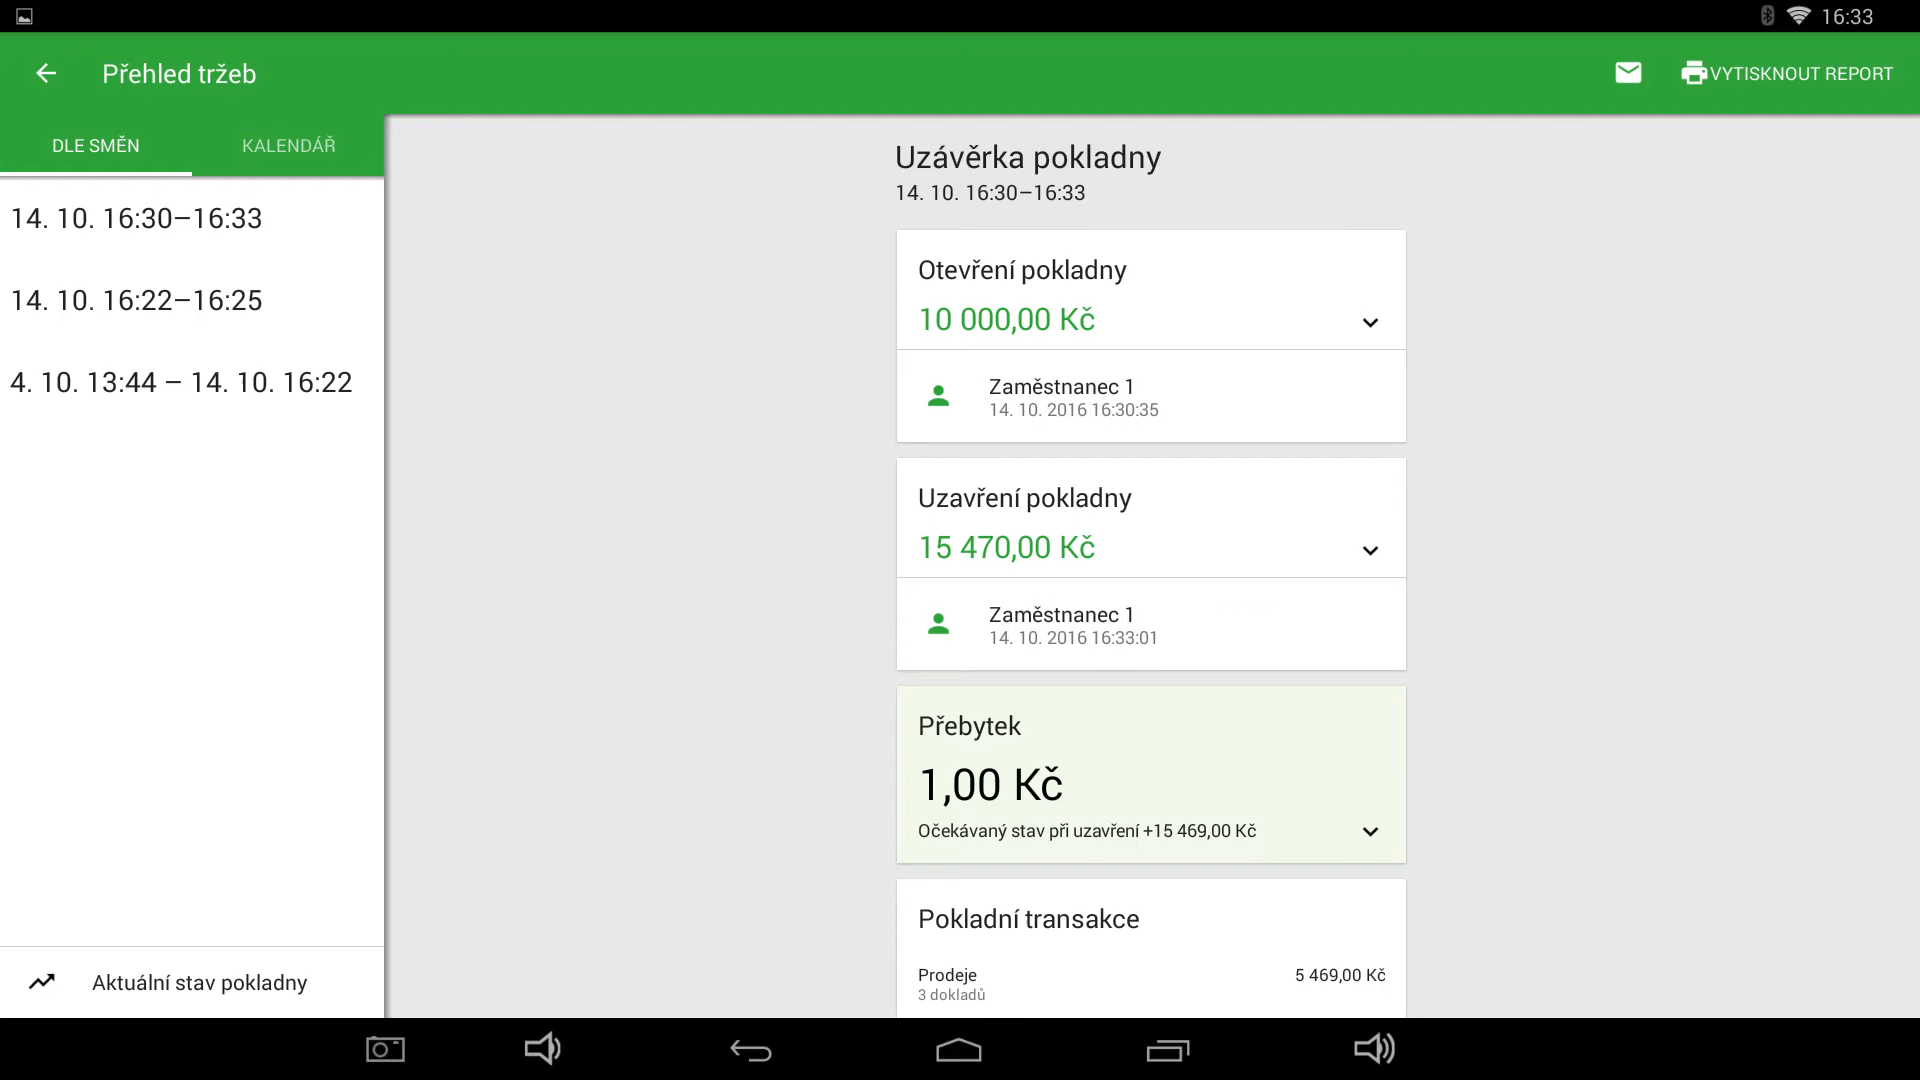 16:33
Přehled tržeb
VYTISKNOUT REPORT
DLE SMĚN
KALENDÁŘ
14. 10. 16:30–16:33
14. 10. 16:22–16:25
4. 10. 13:44 – 14. 10. 16:22
Aktuální stav pokladny
Uzávěrka pokladny
14. 10. 16:30–16:33
Otevření pokladny
10 000,00 Kč
Zaměstnanec 1
14. 10. 2016 16:30:35
Uzavření pokladny
15 470,00 Kč
Zaměstnanec 1
14. 10. 2016 16:33:01
Přebytek
1,00 Kč
Očekávaný stav při uzavření +15 469,00 Kč
Pokladní transakce
Prodeje 5 469,00 Kč
3 dokladů